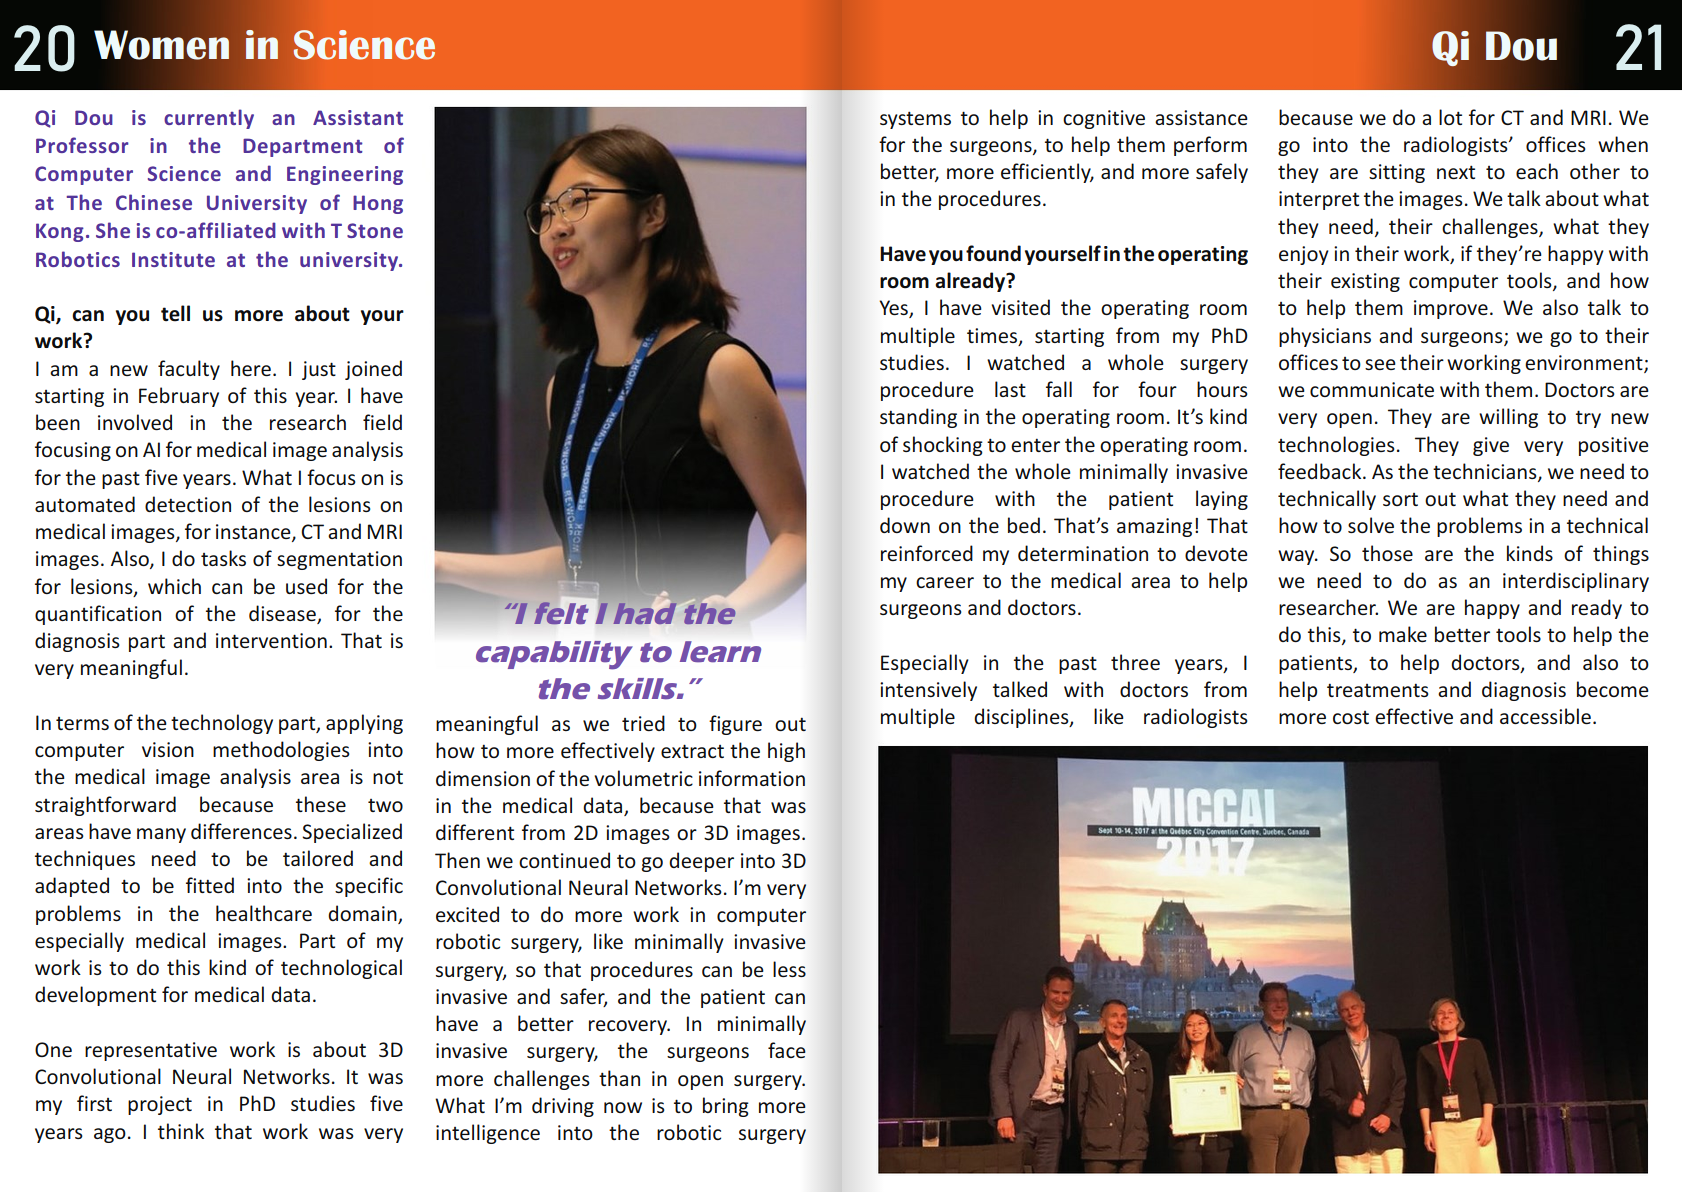 20 Women in Science
Qi Dou 21
Qi Dou is currently an Assistant
Professor in the Department of
Computer Science and Engineering
at The Chinese University of Hong
Kong. She is co-affiliated with T Stone
Robotics Institute at the university.
Qi, can you tell us more about your
work?
I am a new faculty here. I just joined
starting in February of this year. I have
been involved in the research field
focusing on AI for medical image analysis
for the past five years. What I focus on is
automated detection of the lesions on
medical images, for instance, CT and MRI
images. Also, I do tasks of segmentation
for lesions, which can be used for the
quantification of the disease, for the
diagnosis part and intervention. That is
very meaningful.
In terms of the technology part, applying
computer vision methodologies into
the medical image analysis area is not
straightforward because these two
areas have many differences. Specialized
techniques need to be tailored and
adapted to be fitted into the specific
problems in the healthcare domain,
especially medical images. Part of my
work is to do this kind of technological
development for medical data.
One representative work is about 3D
Convolutional Neural Networks. It was
my first project in PhD studies five
years ago. I think that work was very
RE•WORK RE•WORK RE•WORK
RE•WORK RE•WORK
“I felt I had the
capability to learn
the skills.”
meaningful as we tried to figure out
how to more effectively extract the high
dimension of the volumetric information
in the medical data, because that was
different from 2D images or 3D images.
Then we continued to go deeper into 3D
Convolutional Neural Networks. I’m very
excited to do more work in computer
robotic surgery, like minimally invasive
surgery, so that procedures can be less
invasive and safer, and the patient can
have a better recovery. In minimally
invasive surgery, the surgeons face
more challenges than in open surgery.
What I’m driving now is to bring more
intelligence into the robotic surgery
systems to help in cognitive assistance
for the surgeons, to help them perform
better, more efficiently, and more safely
in the procedures.
Have you found yourself in the operating
room already?
Yes, I have visited the operating room
multiple times, starting from my PhD
studies. I watched a whole surgery
procedure last fall for four hours
standing in the operating room. It’s kind
of shocking to enter the operating room.
I watched the whole minimally invasive
procedure with the patient laying
down on the bed. That’s amazing! That
reinforced my determination to devote
my career to the medical area to help
surgeons and doctors.
Especially in the past three years, I
intensively talked with doctors from
multiple disciplines, like radiologists
because we do a lot for CT and MRI. We
go into the radiologists’ offices when
they are sitting next to each other to
interpret the images. We talk about what
they need, their challenges, what they
enjoy in their work, if they’re happy with
their existing computer tools, and how
to help them improve. We also talk to
physicians and surgeons; we go to their
offices to see their working environment;
we communicate with them. Doctors are
very open. They are willing to try new
technologies. They give very positive
feedback. As the technicians, we need to
technically sort out what they need and
how to solve the problems in a technical
way. So those are the kinds of things
we need to do as an interdisciplinary
researcher. We are happy and ready to
do this, to make better tools to help the
patients, to help doctors, and also to
help treatments and diagnosis become
more cost effective and accessible.
MICCAI
Sept 10-14, 2017 at the Québec City Convention Centre, Quebec, Canada
2017